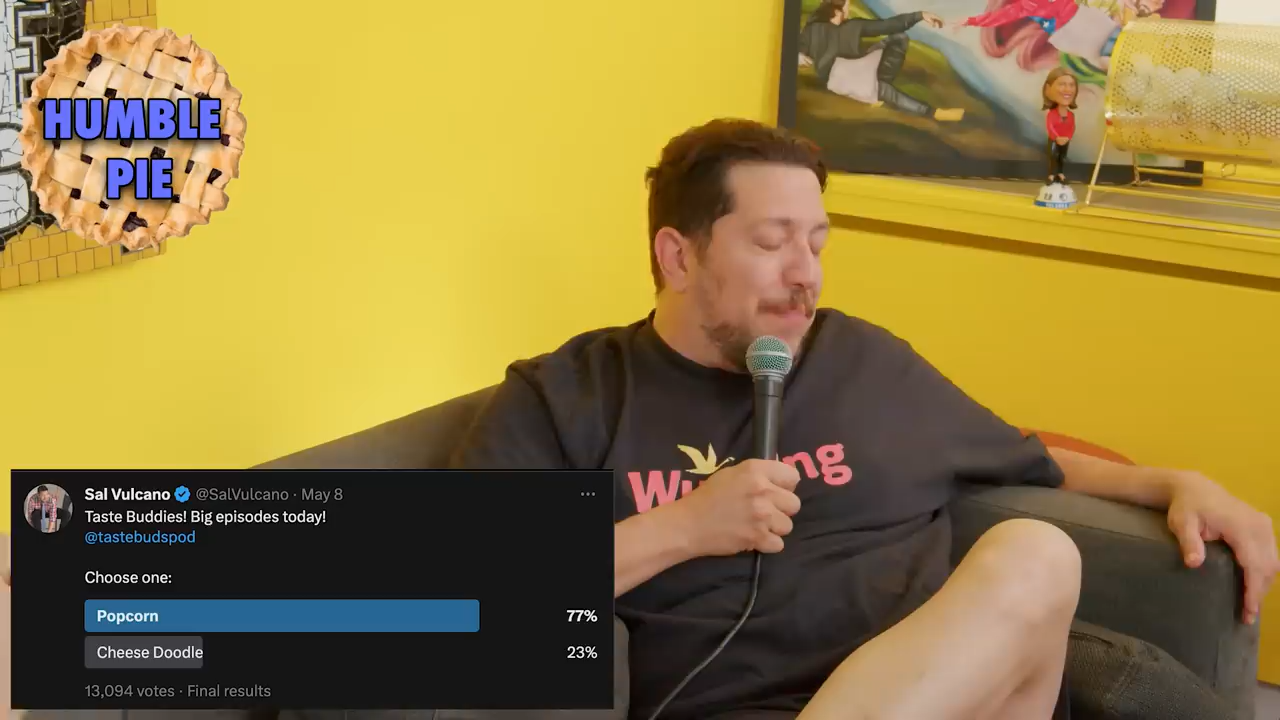 HUMBLE
PIE
Sal Vulcano @SalVulcano · May 8 ···
Taste Buddies! Big episodes today!
@tastebudspod
Choose one:
Popcorn 77%
Cheese Doodle 23%
13,094 votes · Final results